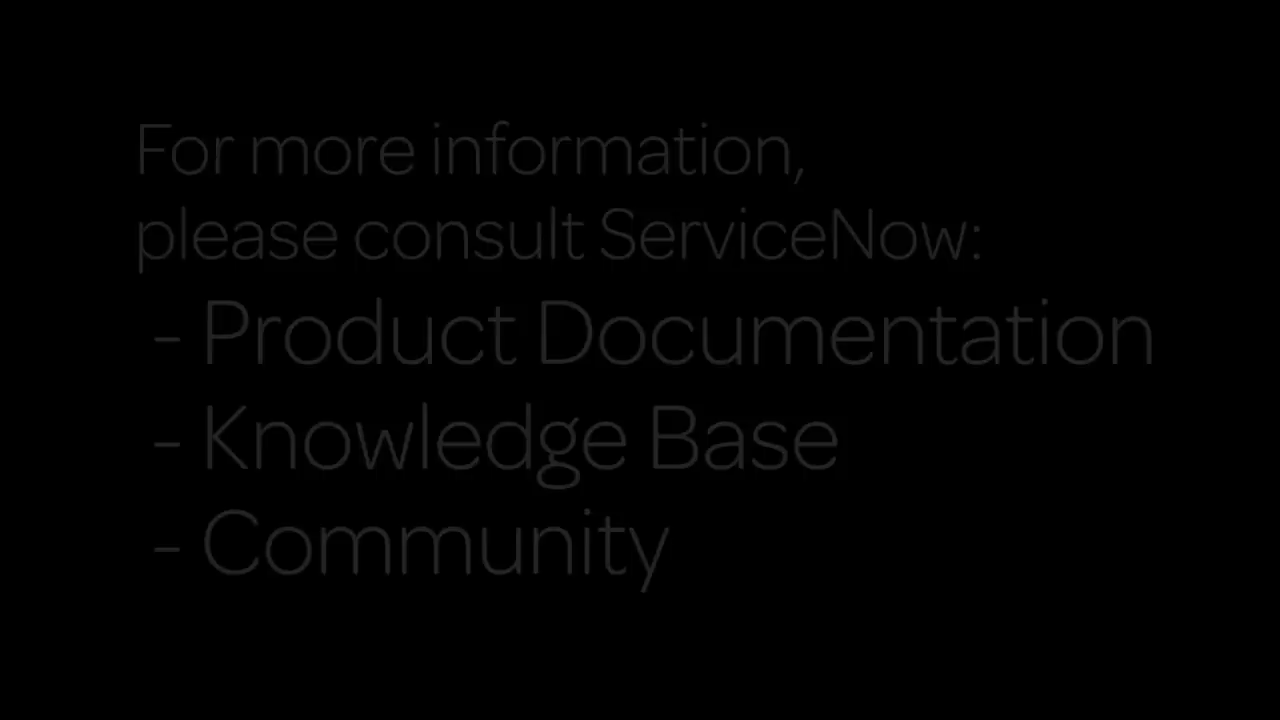 For more information,
please consult ServiceNow:
- Product Documentation
- Knowledge Base
- Community